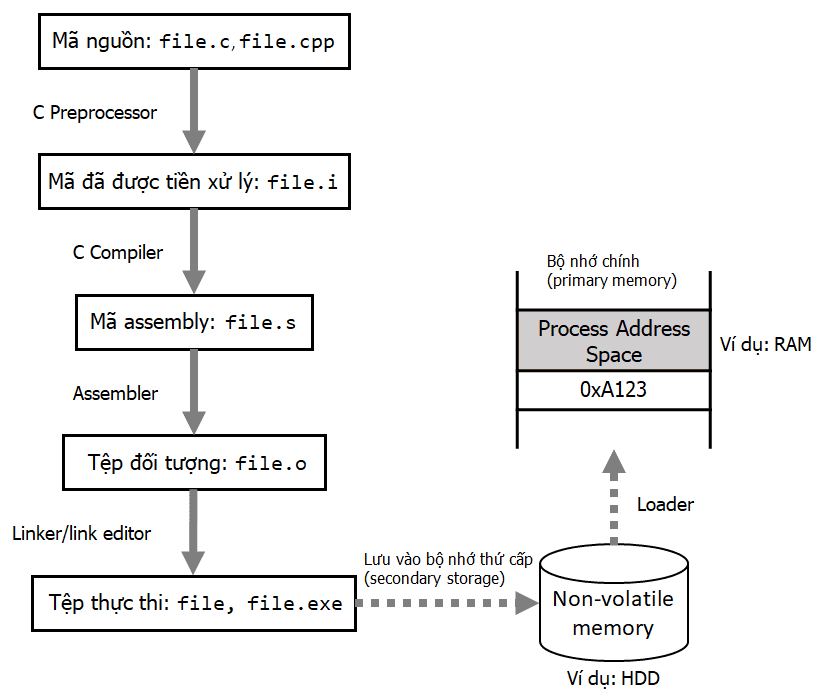 Mã nguồn: file.c,file.cpp
C Preprocessor
Mã đã được tiền xử lý: file.i
C Compiler
Mã assembly: file.s
Assembler
Tệp đối tượng: file.o
Linker/link editor
Tệp thực thi: file, file.exe
Lưu vào bộ nhớ thứ cấp
(secondary storage)
Non-volatile
memory
Ví dụ: HDD
Loader
Bộ nhớ chính
(primary memory)
Process Address
Space
0xA123
Ví dụ: RAM